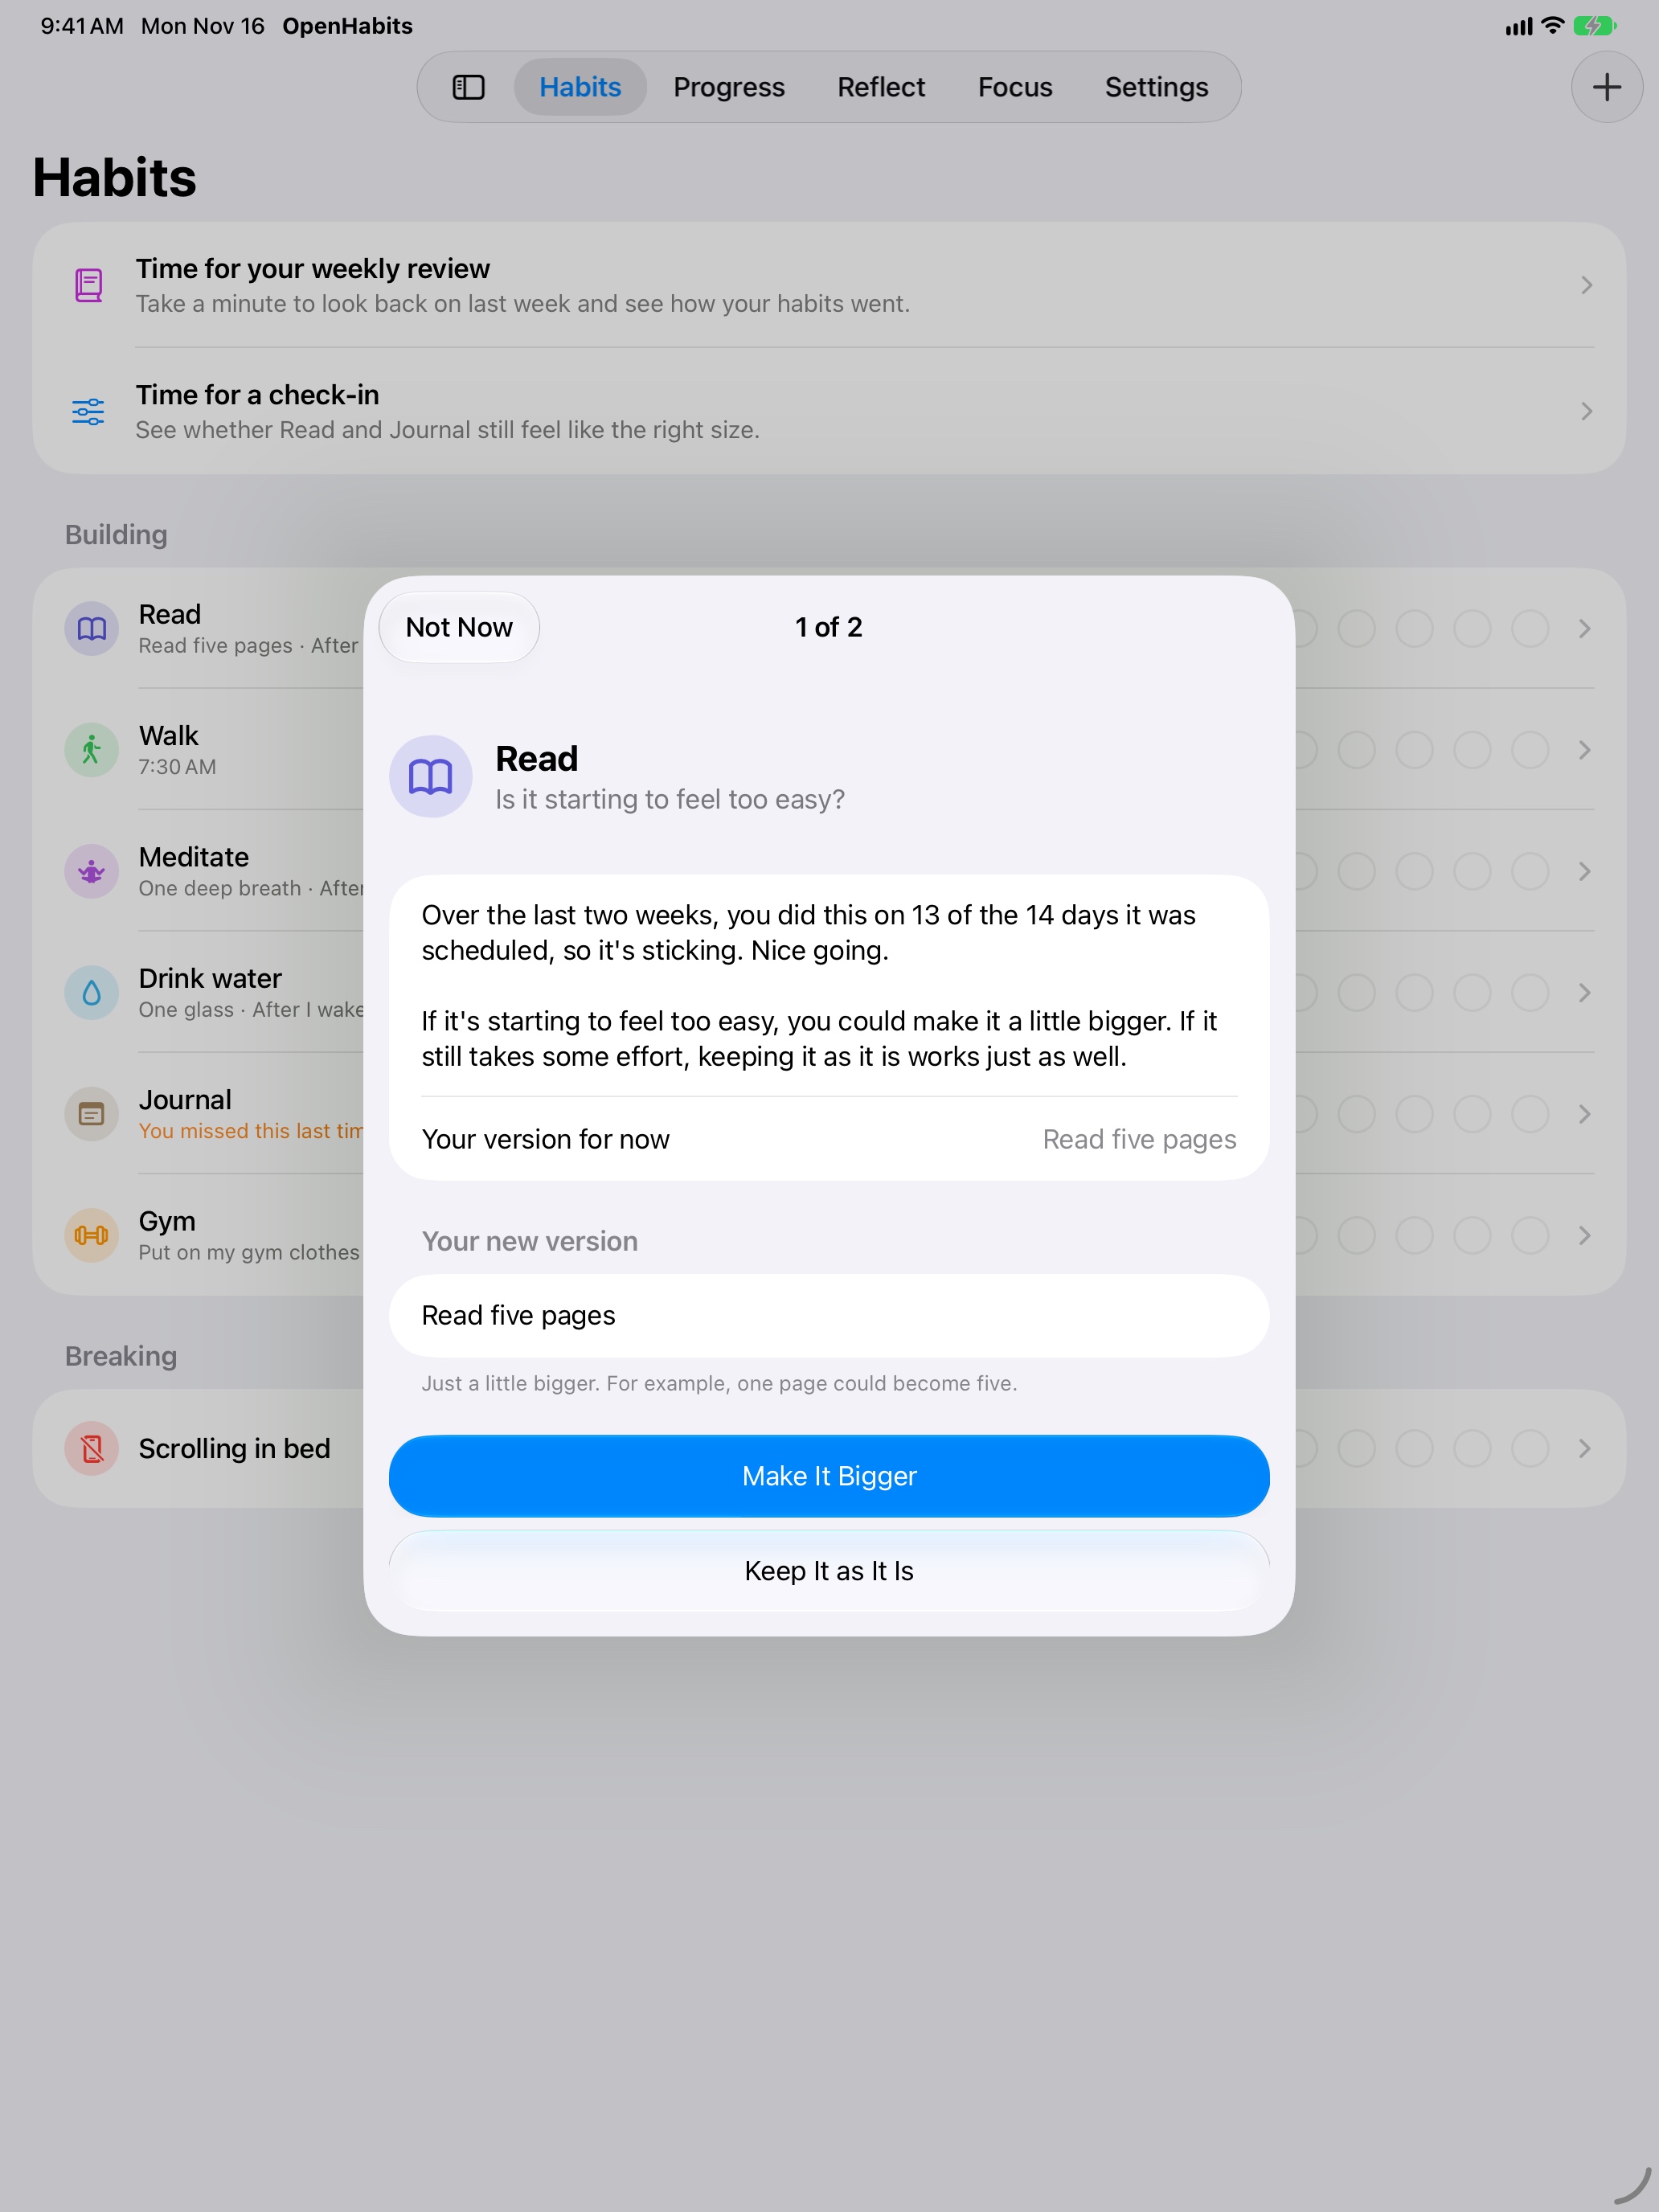 9:41 AM Mon Nov 16 OpenHabits
Habits Progress Reflect Focus Settings
Habits
Time for your weekly review
Take a minute to look back on last week and see how your habits went.
Time for a check-in
See whether Read and Journal still feel like the right size.
Building
Read
Read five pages · After
Walk
7:30 AM
Meditate
One deep breath · After
Drink water
One glass · After I wake
Journal
You missed this last tim
Gym
Put on my gym clothes
Breaking
Scrolling in bed
Not Now
1 of 2
Read
Is it starting to feel too easy?
Over the last two weeks, you did this on 13 of the 14 days it was
scheduled, so it's sticking. Nice going.
If it's starting to feel too easy, you could make it a little bigger. If it
still takes some effort, keeping it as it is works just as well.
Your version for now Read five pages
Your new version
Read five pages
Just a little bigger. For example, one page could become five.
Make It Bigger
Keep It as It Is